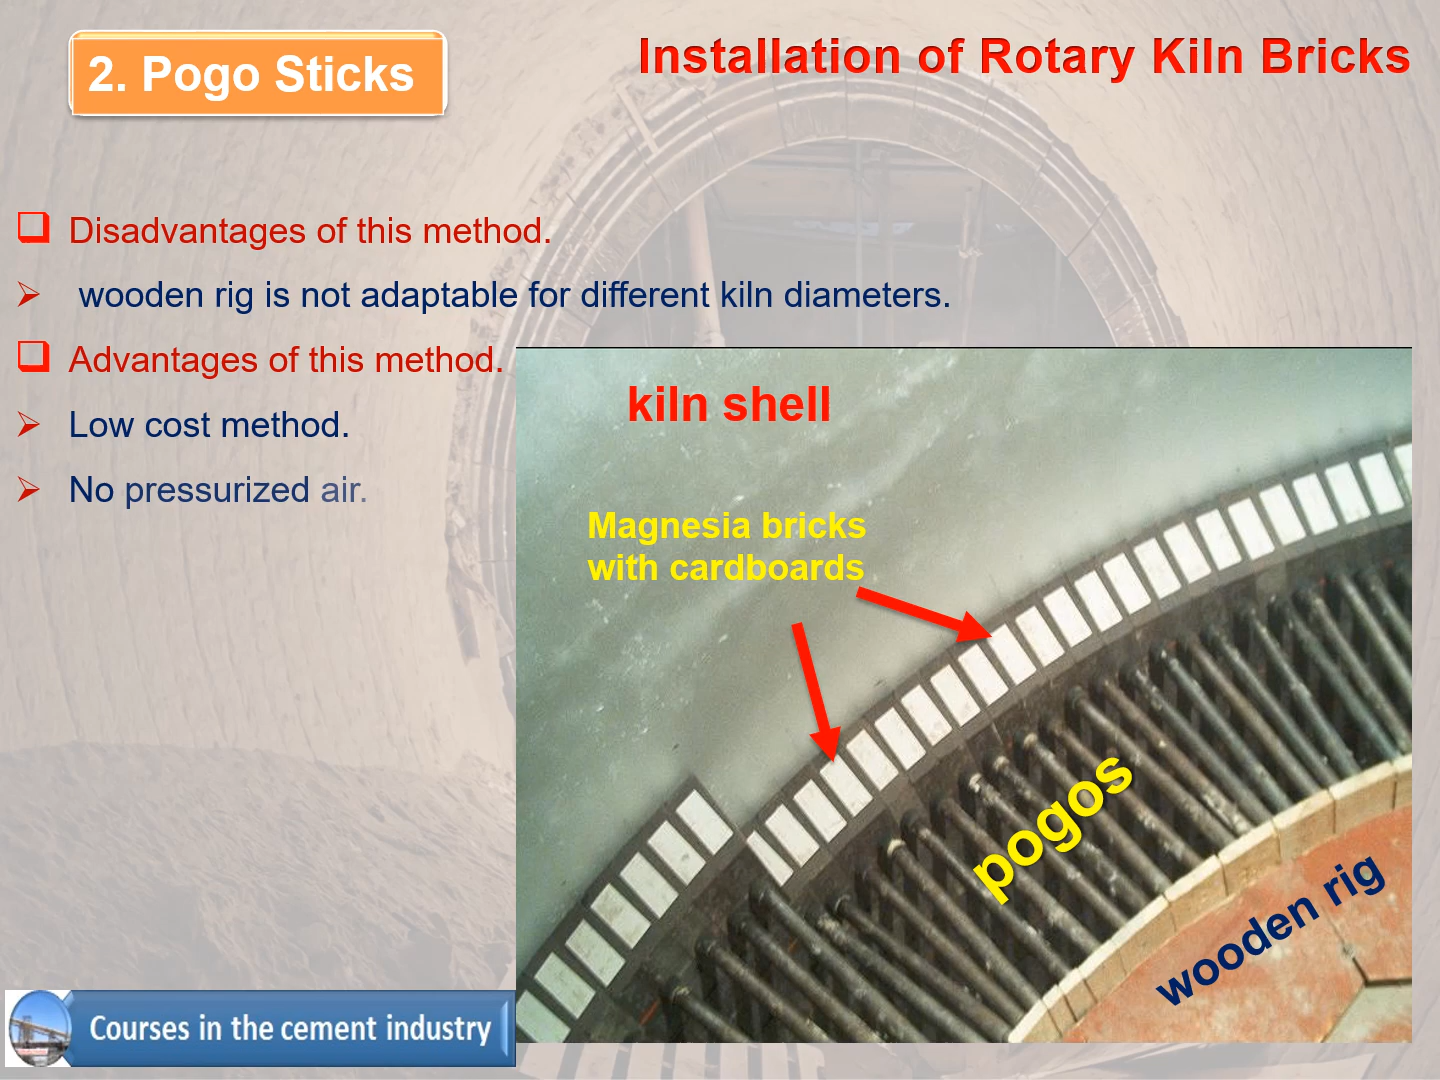 2. Pogo Sticks
Installation of Rotary Kiln Bricks
Disadvantages of this method.
wooden rig is not adaptable for different kiln diameters.
Advantages of this method.
Low cost method.
No pressurized air.
kiln shell
Magnesia bricks
with cardboards
pogos
wooden rig
Courses in the cement industry